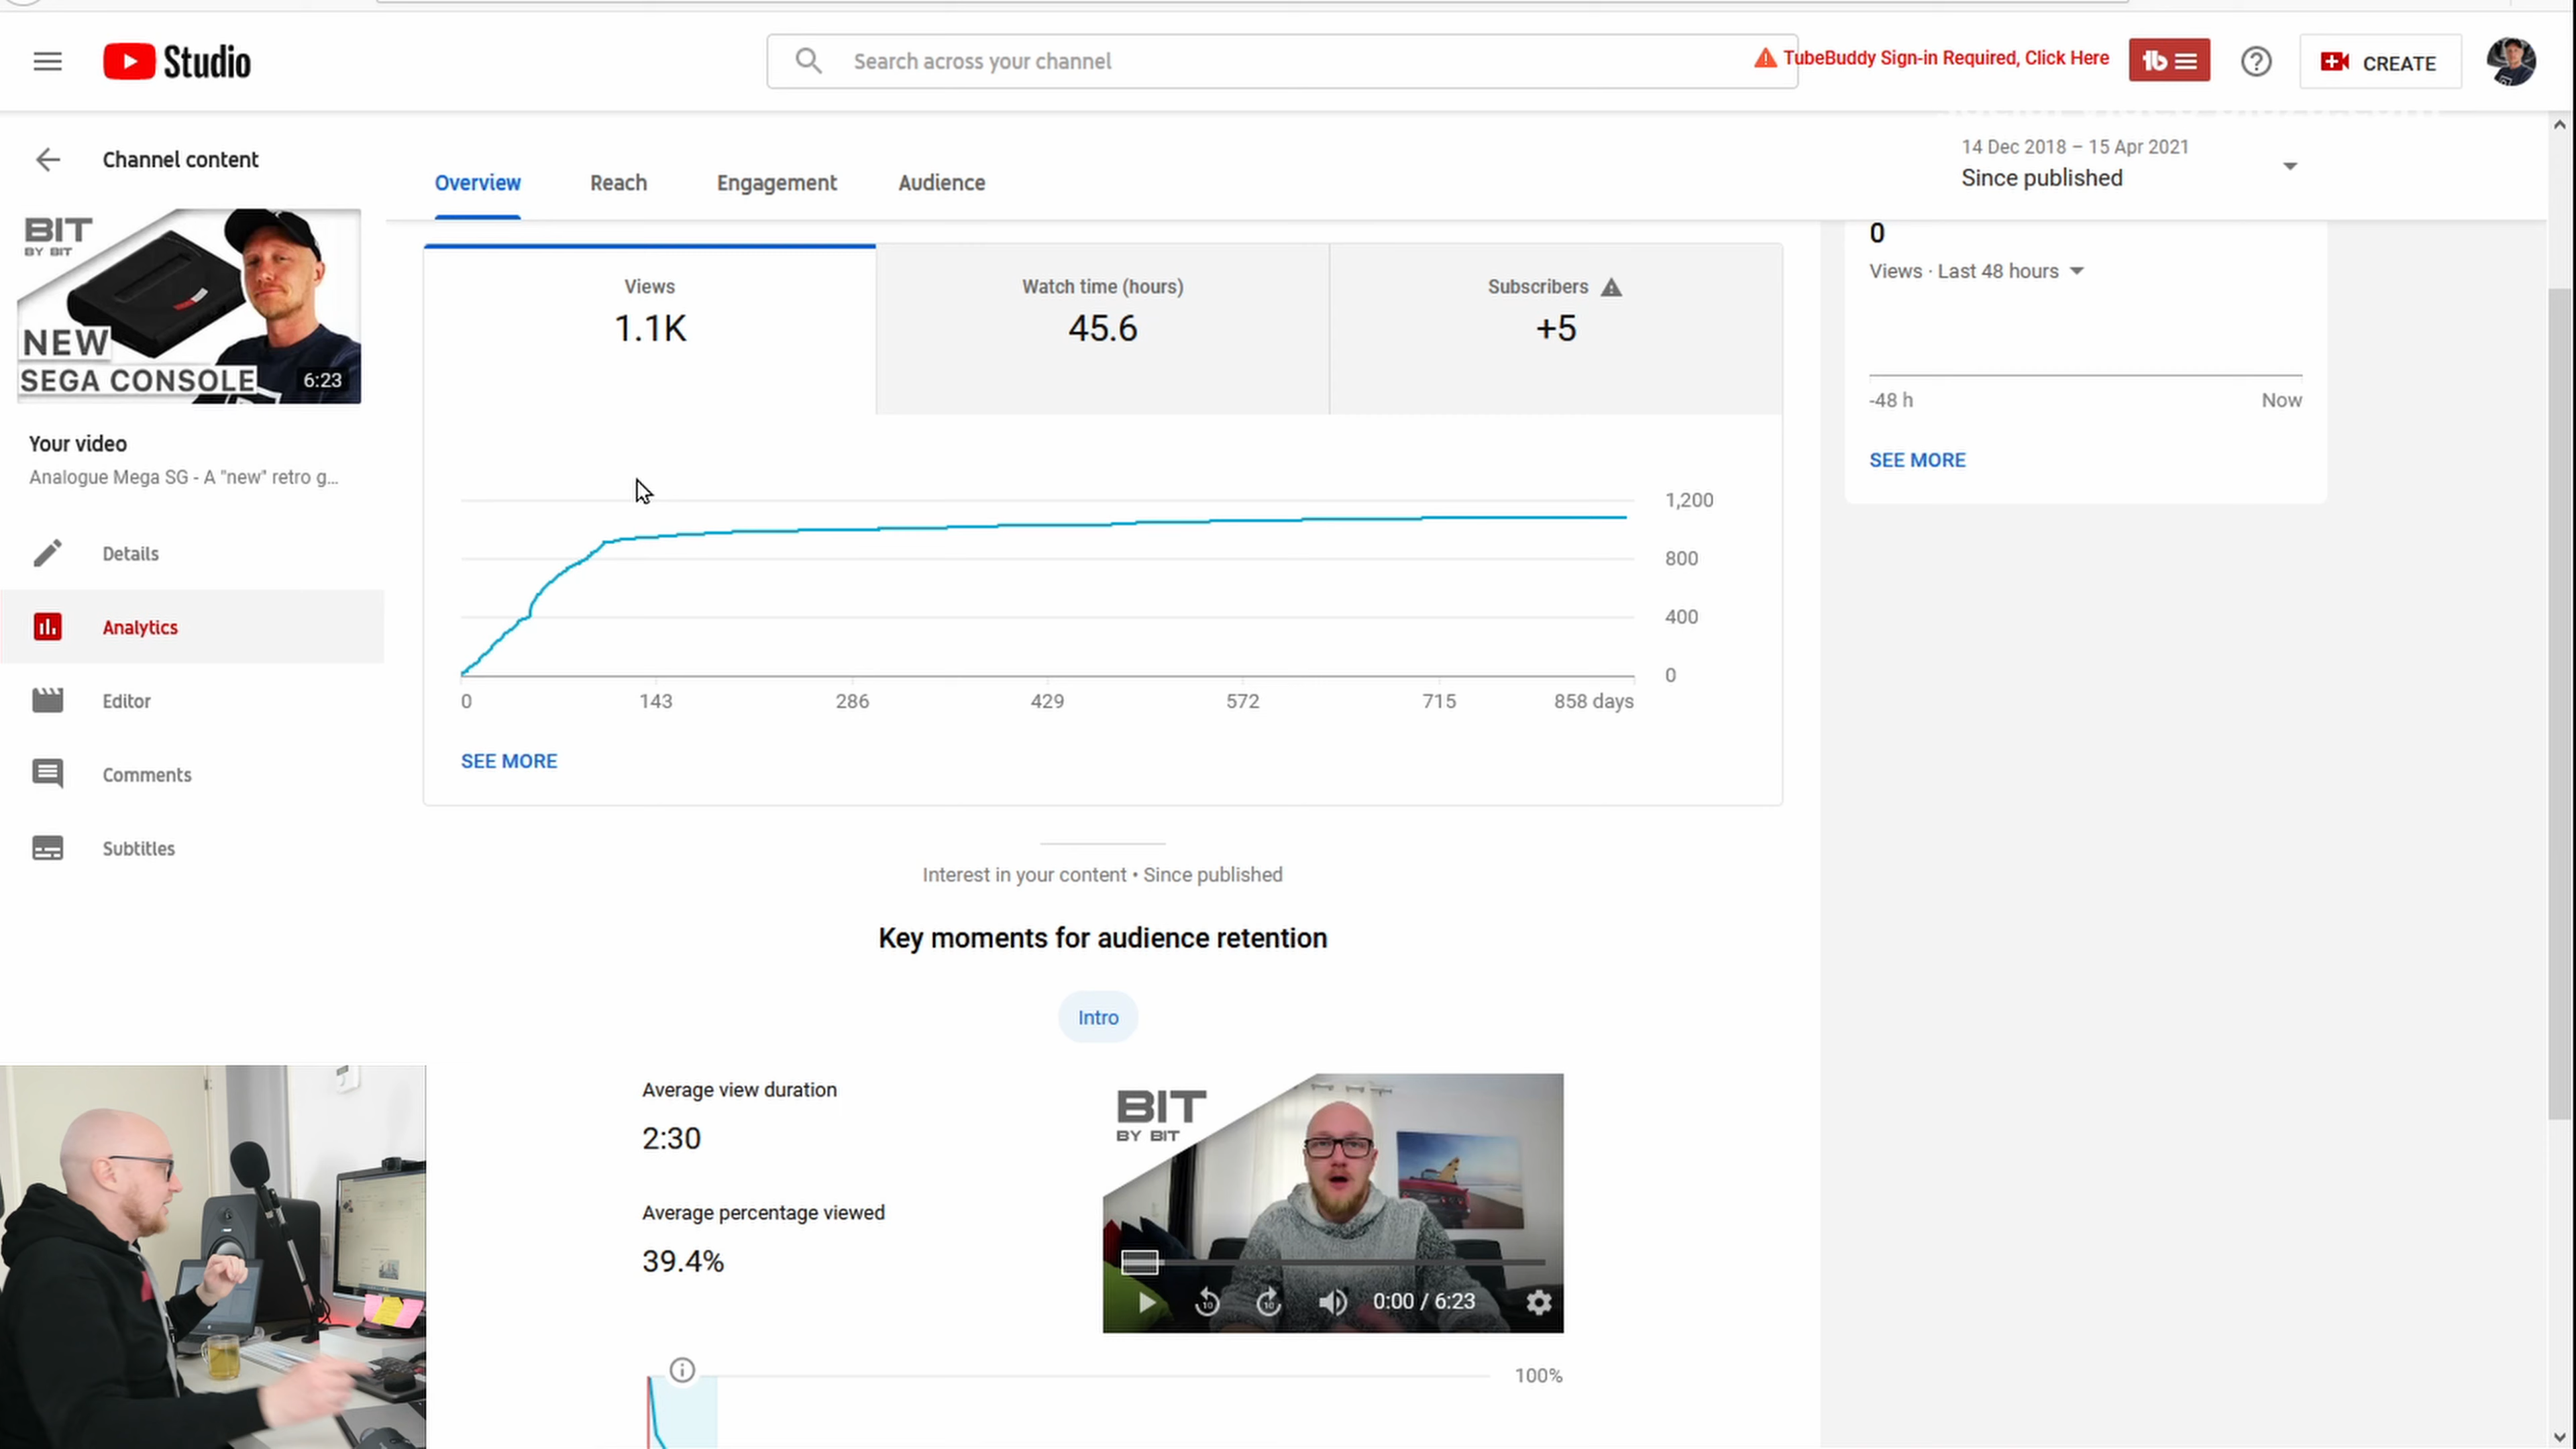 Studio
Search across your channel
TubeBuddy Sign-in Required, Click Here
tb
CREATE
Channel content
BIT
BY BIT
NEW
SEGA CONSOLE
6:23
Your video
Analogue Mega SG - A "new" retro g...
Details
Analytics
Editor
Comments
Subtitles
Overview
Reach
Engagement
Audience
14 Dec 2018 – 15 Apr 2021
Since published
Views
1.1K
Watch time (hours)
45.6
Subscribers
+5
1,200
800
400
0
0 143 286 429 572 715 858 days
SEE MORE
0
Views · Last 48 hours
-48 h
Now
SEE MORE
Interest in your content • Since published
Key moments for audience retention
Intro
Average view duration
2:30
Average percentage viewed
39.4%
BIT
BY BIT
10
10
0:00 / 6:23
100%